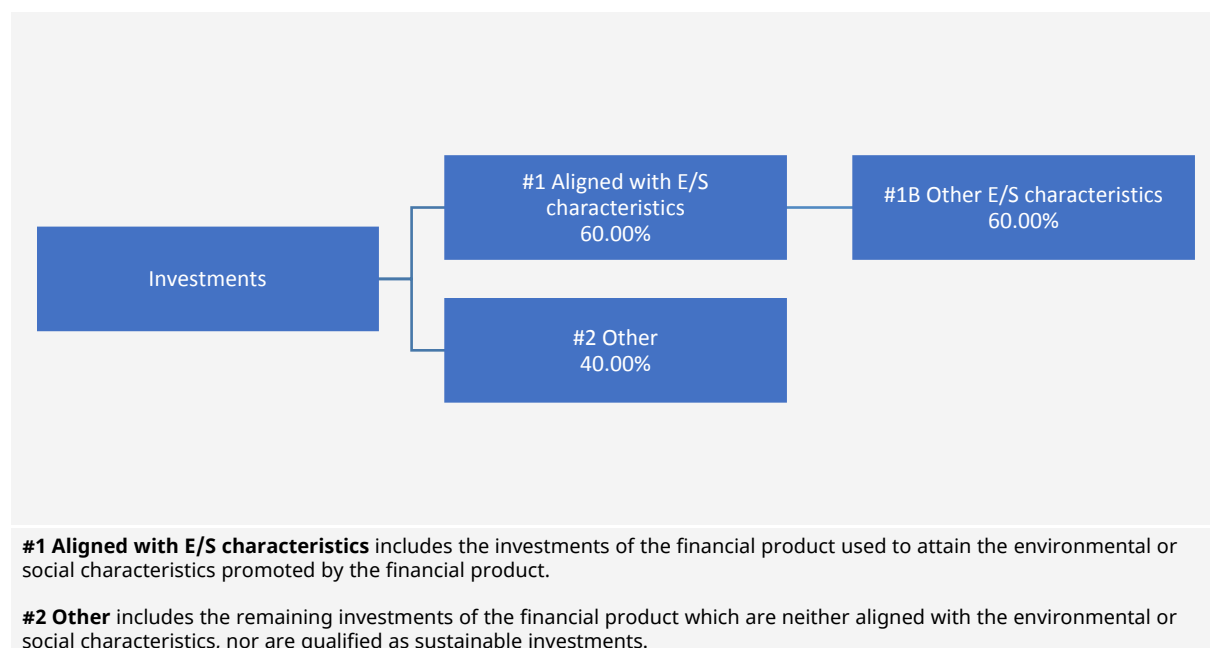 #1 Aligned with E/S
characteristics
60.00%
#1B Other E/S characteristics
60.00%
Investments
#2 Other
40.00%
#1 Aligned with E/S characteristics includes the investments of the financial product used to attain the environmental or
social characteristics promoted by the financial product.
#2 Other includes the remaining investments of the financial product which are neither aligned with the environmental or
social characteristics, nor are qualified as sustainable investments.